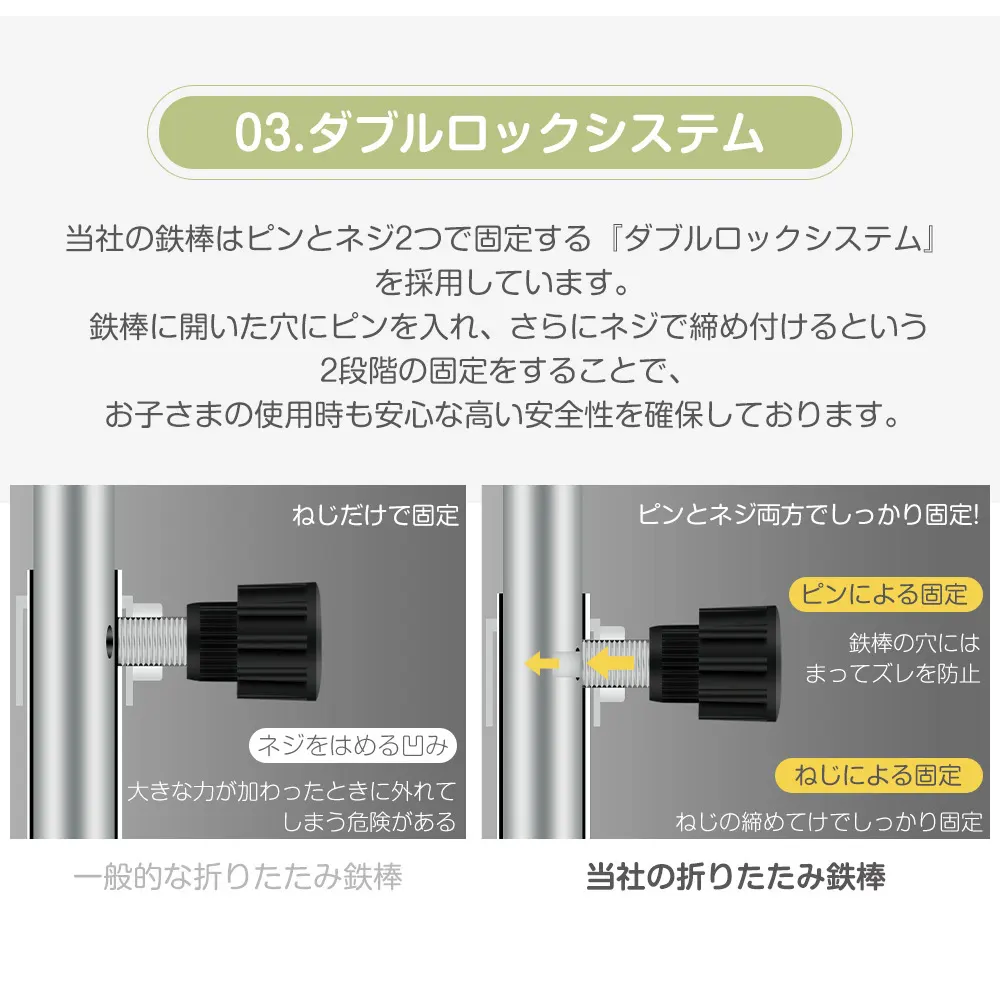 03.ダブルロックシステム
当社の鉄棒はピンとネジ2つで固定する『ダブルロックシステム』
を採用しています。
鉄棒に開いた穴にピンを入れ、さらにネジで締め付けるという
2段階の固定をすることで、
お子さまの使用時も安心な高い安全性を確保しております。
ねじだけで固定
ネジをはめる凹み
大きな力が加わったときに外れて
しまう危険がある
一般的な折りたたみ鉄棒
ピンとネジ両方でしっかり固定!
ピンによる固定
鉄棒の穴には
まってズレを防止
ねじによる固定
ねじの締めてけでしっかり固定
当社の折りたたみ鉄棒